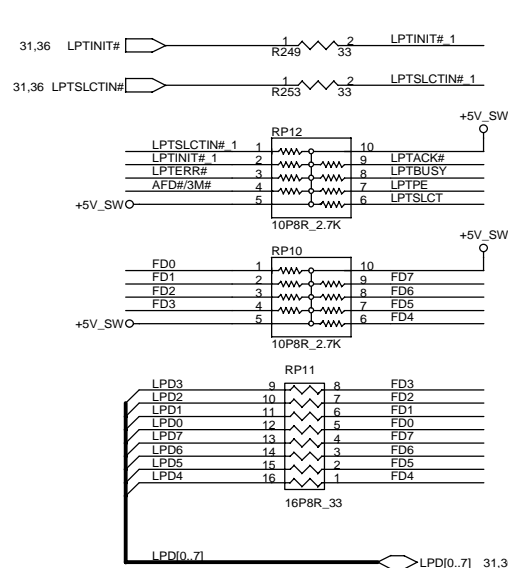 31,36 LPTINIT# 1 2 LPTINIT#_1
R249 33
31,36 LPTSLCTIN# 1 2 LPTSLCTIN#_1
R253 33
+5V_SW
RP12
LPTSLCTIN#_1 1 10
LPTINIT#_1 2 9 LPTACK#
LPTERR# 3 8 LPTBUSY
AFD#/3M# 4 7 LPTPE
+5V_SW 5 6 LPTSLCT
10P8R_2.7K
+5V_SW
RP10
FD0 1 10
FD1 2 9 FD7
FD2 3 8 FD6
FD3 4 7 FD5
+5V_SW 5 6 FD4
10P8R_2.7K
RP11
LPD3 9 8 FD3
LPD2 10 7 FD2
LPD1 11 6 FD1
LPD0 12 5 FD0
LPD7 13 4 FD7
LPD6 14 3 FD6
LPD5 15 2 FD5
LPD4 16 1 FD4
16P8R_33
LPD[0..7] LPD[0..7] 31,3